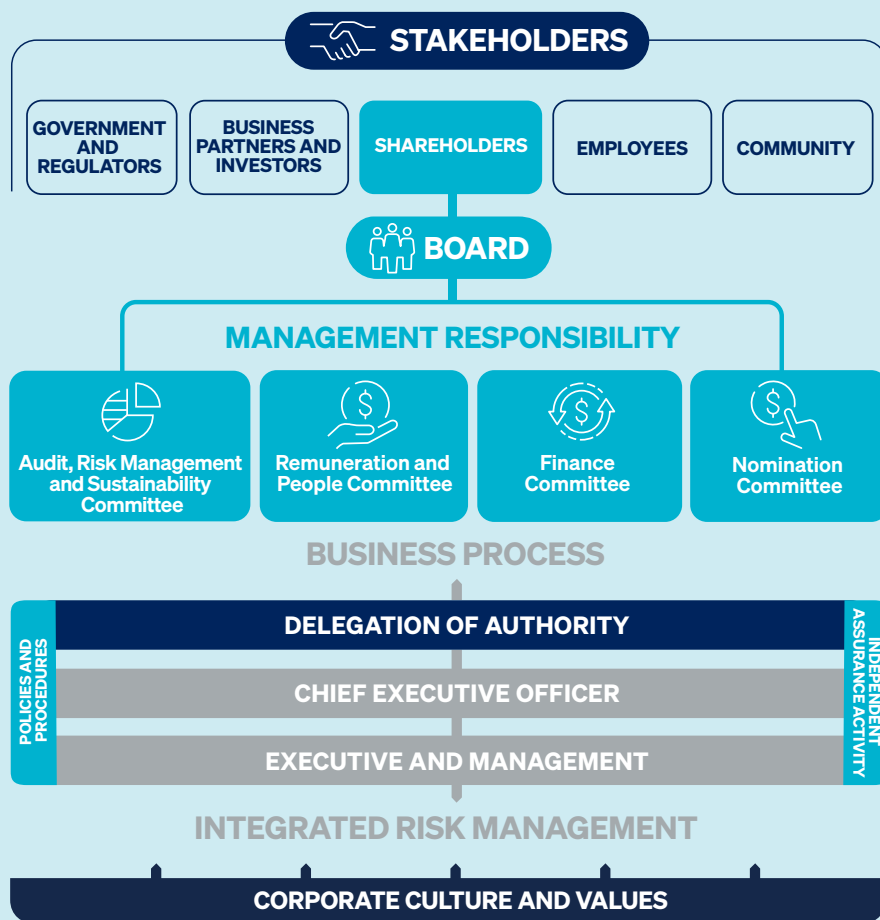 STAKEHOLDERS
GOVERNMENT
AND
REGULATORS
BUSINESS
PARTNERS AND
INVESTORS
SHAREHOLDERS
EMPLOYEES
COMMUNITY
BOARD
MANAGEMENT RESPONSIBILITY
Audit, Risk Management
and Sustainability
Committee
Remuneration and
People Committee
Finance
Committee
Nomination
Committee
BUSINESS PROCESS
POLICIES AND
PROCEDURES
DELEGATION OF AUTHORITY
CHIEF EXECUTIVE OFFICER
EXECUTIVE AND MANAGEMENT
INDEPENDENT
ASSURANCE ACTIVITY
INTEGRATED RISK MANAGEMENT
CORPORATE CULTURE AND VALUES